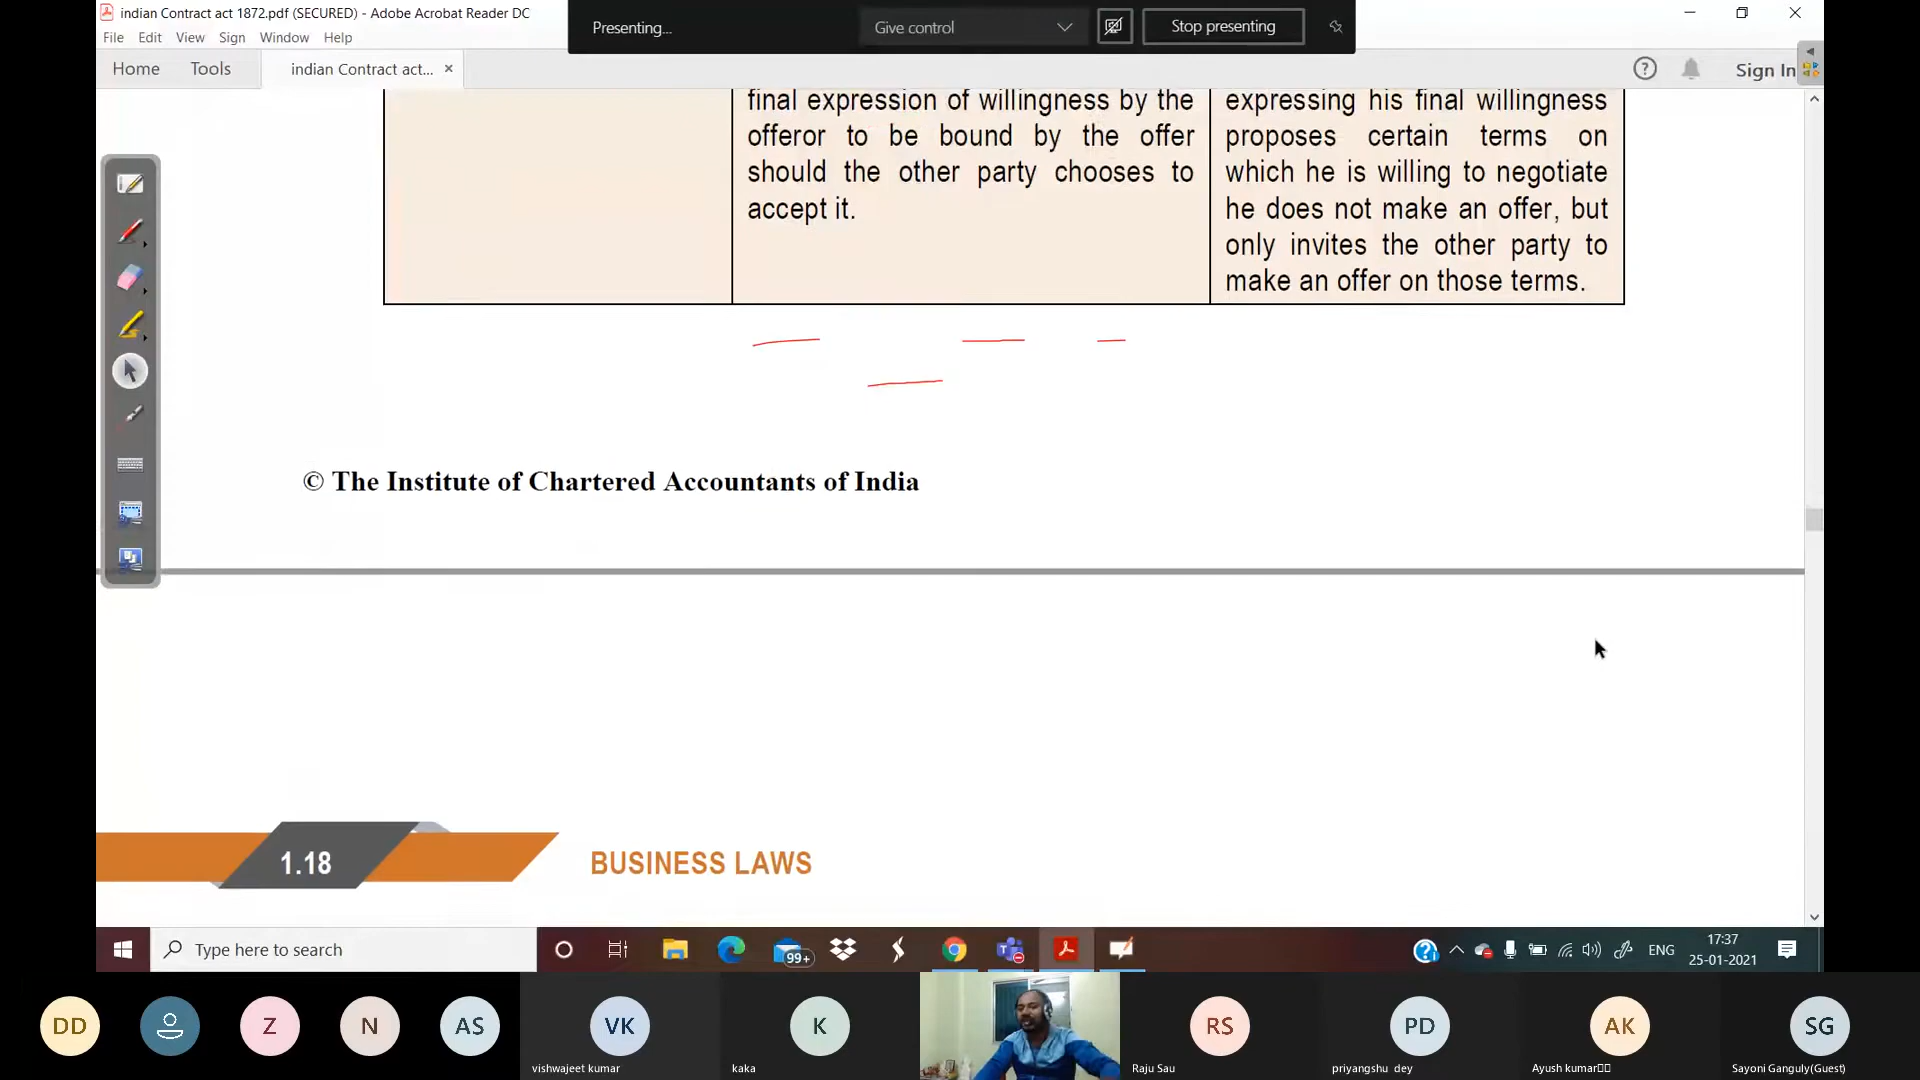 indian Contract act 1872.pdf (SECURED) - Adobe Acrobat Reader DC
File Edit View Sign Window Help
Presenting...
Give control
Stop presenting
Home Tools indian Contract act... ×
Sign In
final expression of willingness by the
offeror to be bound by the offer
should the other party chooses to
accept it.
expressing his final willingness
proposes certain terms on
which he is willing to negotiate
he does not make an offer, but
only invites the other party to
make an offer on those terms.
© The Institute of Chartered Accountants of India
1.18
BUSINESS LAWS
Type here to search
99+
ENG
17:37
25-01-2021
DD
Z
N
AS
VK
vishwajeet kumar
K
kaka
RS
Raju Sau
PD
priyangshu dey
AK
Ayush kumar
SG
Sayoni Ganguly(Guest)